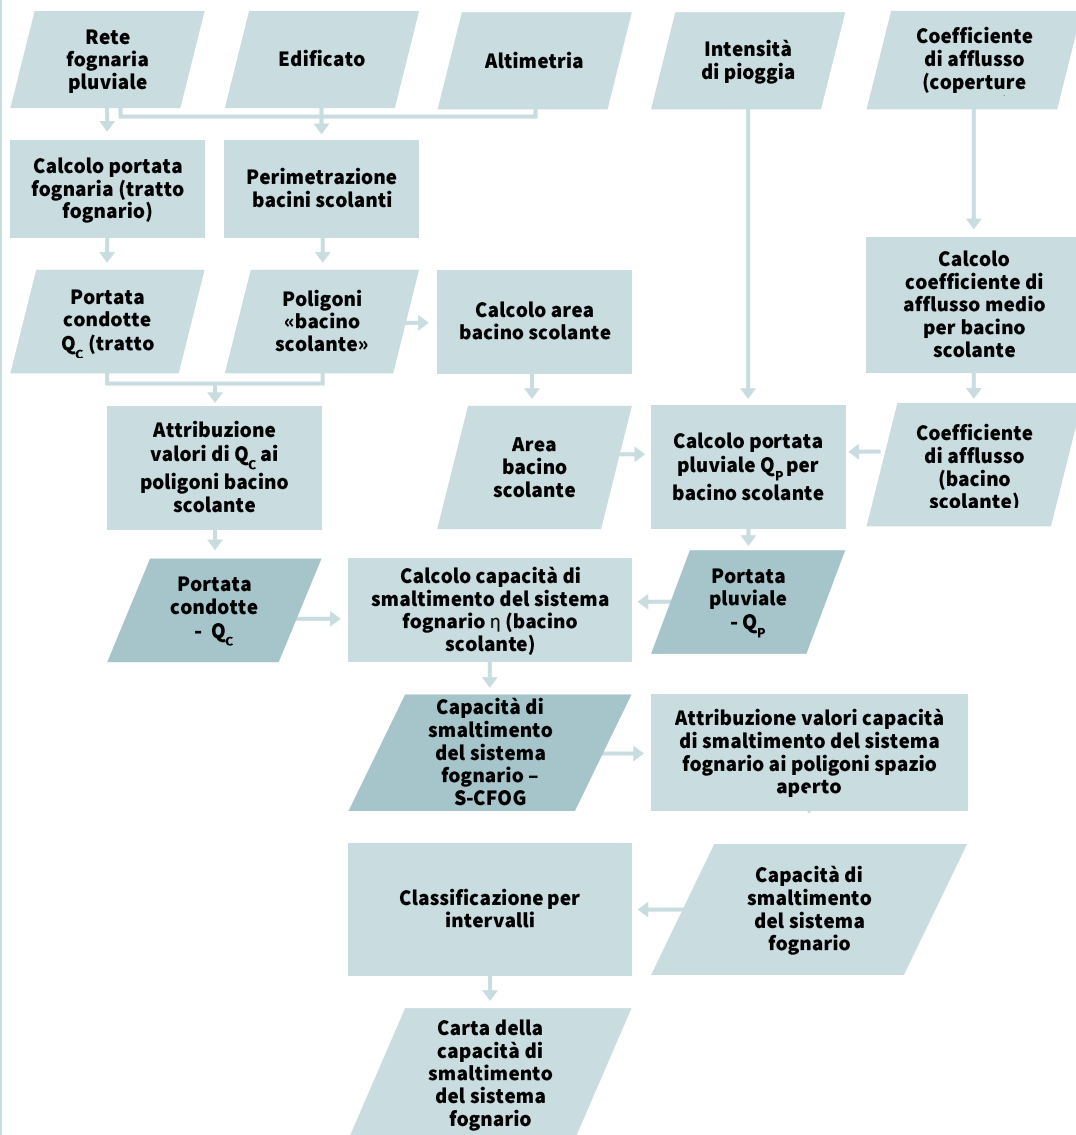 Rete
fognaria
pluviale
Edificato
Altimetria
Intensità
di pioggia
Coefficiente
di afflusso
(coperture
Calcolo portata
fognaria (tratto
fognario)
Perimetrazione
bacini scolanti
Portata
condotte
QC (tratto
Poligoni
«bacino
scolante»
Calcolo area
bacino scolante
Calcolo
coefficiente di
afflusso medio
per bacino
scolante
Attribuzione
valori di QC ai
poligoni bacino
scolante
Area
bacino
scolante
Calcolo portata
pluviale QP per
bacino scolante
Coefficiente
di afflusso
(bacino
scolante)
Portata
condotte
- QC
Calcolo capacità di
smaltimento del sistema
fognario η (bacino
scolante)
Portata
pluviale
- QP
Capacità di
smaltimento
del sistema
fognario –
S-CFOG
Attribuzione valori capacità
di smaltimento del sistema
fognario ai poligoni spazio
aperto
Classificazione per
intervalli
Capacità di
smaltimento
del sistema
fognario
Carta della
capacità di
smaltimento
del sistema
fognario